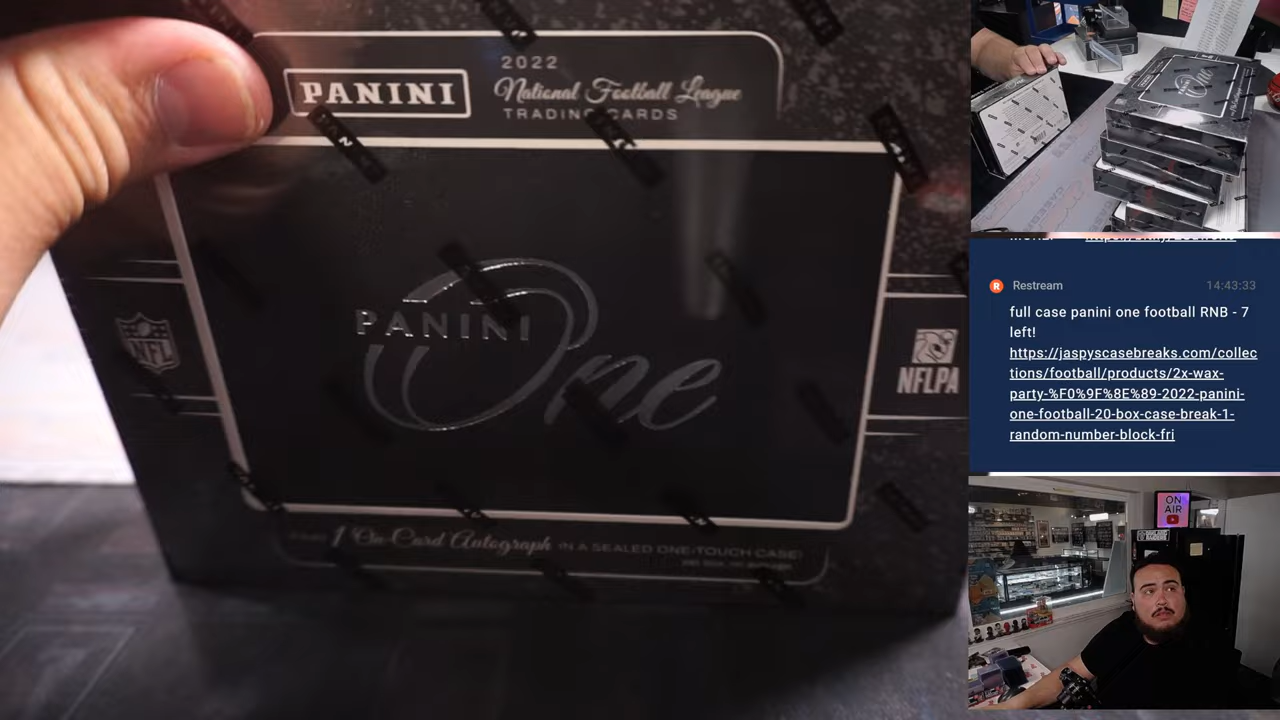 2022
PANINI
National Football League
TRADING CARDS
PANINI
One
NFL
NFLPA
1 On-Card Autograph IN A SEALED ONE-TOUCH CASE!
One
Restream
14:43:33
full case panini one football RNB - 7
left!
https://jaspyscasebreaks.com/collec
tions/football/products/2x-wax-
party-%F0%9F%8E%89-2022-panini-
one-football-20-box-case-break-1-
random-number-block-fri
ON
AIR